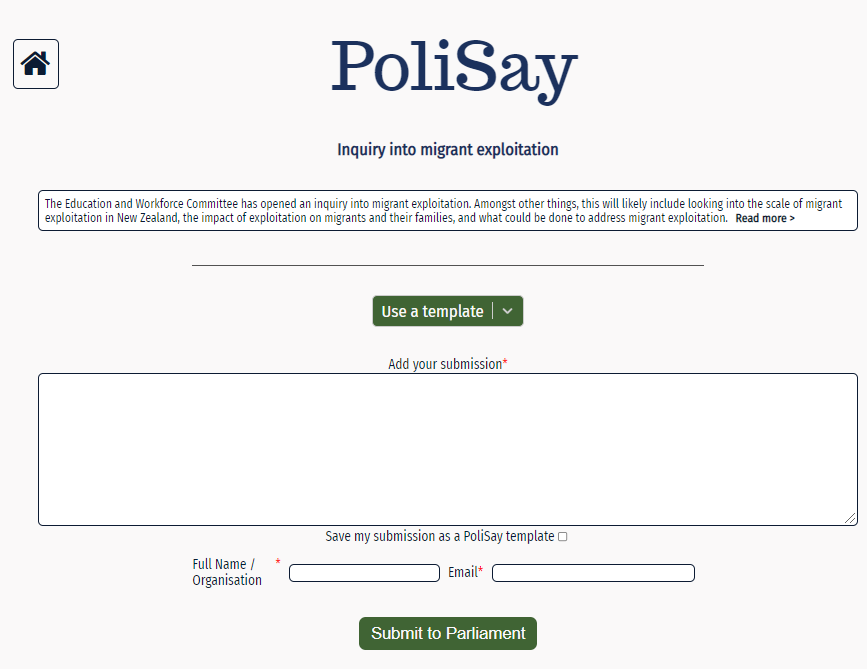 PoliSay
Inquiry into migrant exploitation
The Education and Workforce Committee has opened an inquiry into migrant exploitation. Amongst other things, this will likely include looking into the scale of migrant
exploitation in New Zealand, the impact of exploitation on migrants and their families, and what could be done to address migrant exploitation. Read more >
Use a template
Add your submission*
Save my submission as a PoliSay template
Full Name / *
Organisation
Email*
Submit to Parliament